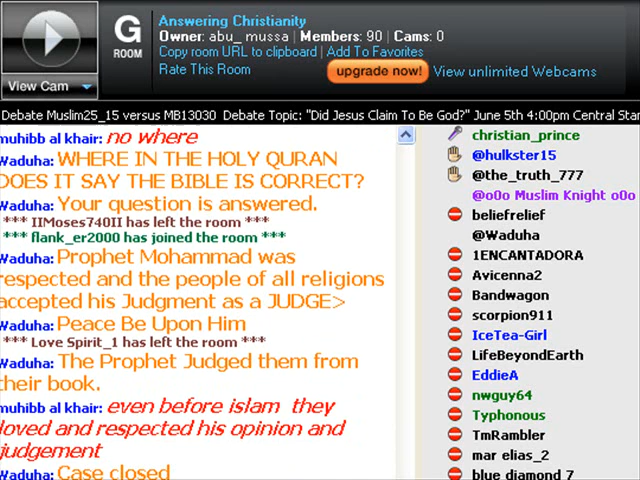 Answering Christianity
Owner: abu_ mussa | Members: 90 | Cams: 0
Copy room URL to clipboard | Add To Favorites
Rate This Room
upgrade now!
View unlimited Webcams
G
ROOM
View Cam
Debate Muslim25_15 versus MB13030 Debate Topic: "Did Jesus Claim To Be God?" June 5th 4:00pm Central Star
muhibb al khair: no where
Waduha: WHERE IN THE HOLY QURAN
DOES IT SAY THE BIBLE IS CORRECT?
Waduha: Your question is answered.
*** IIMoses740II has left the room ***
*** flank_er2000 has joined the room ***
Waduha: Prophet Mohammad was
respected and the people of all religions
accepted his Judgment as a JUDGE>
Waduha: Peace Be Upon Him
*** Love Spirit_1 has left the room ***
Waduha: The Prophet Judged them from
their book.
muhibb al khair: even before islam they
loved and respected his opinion and
judgement
Waduha: Case closed
christian_prince
@hulkster15
@the_truth_777
@o0o Muslim Knight o0o
beliefrelief
@Waduha
1ENCANTADORA
Avicenna2
Bandwagon
scorpion911
IceTea-Girl
LifeBeyondEarth
EddieA
nwguy64
Typhonous
TmRambler
mar elias_2
blue diamond 7